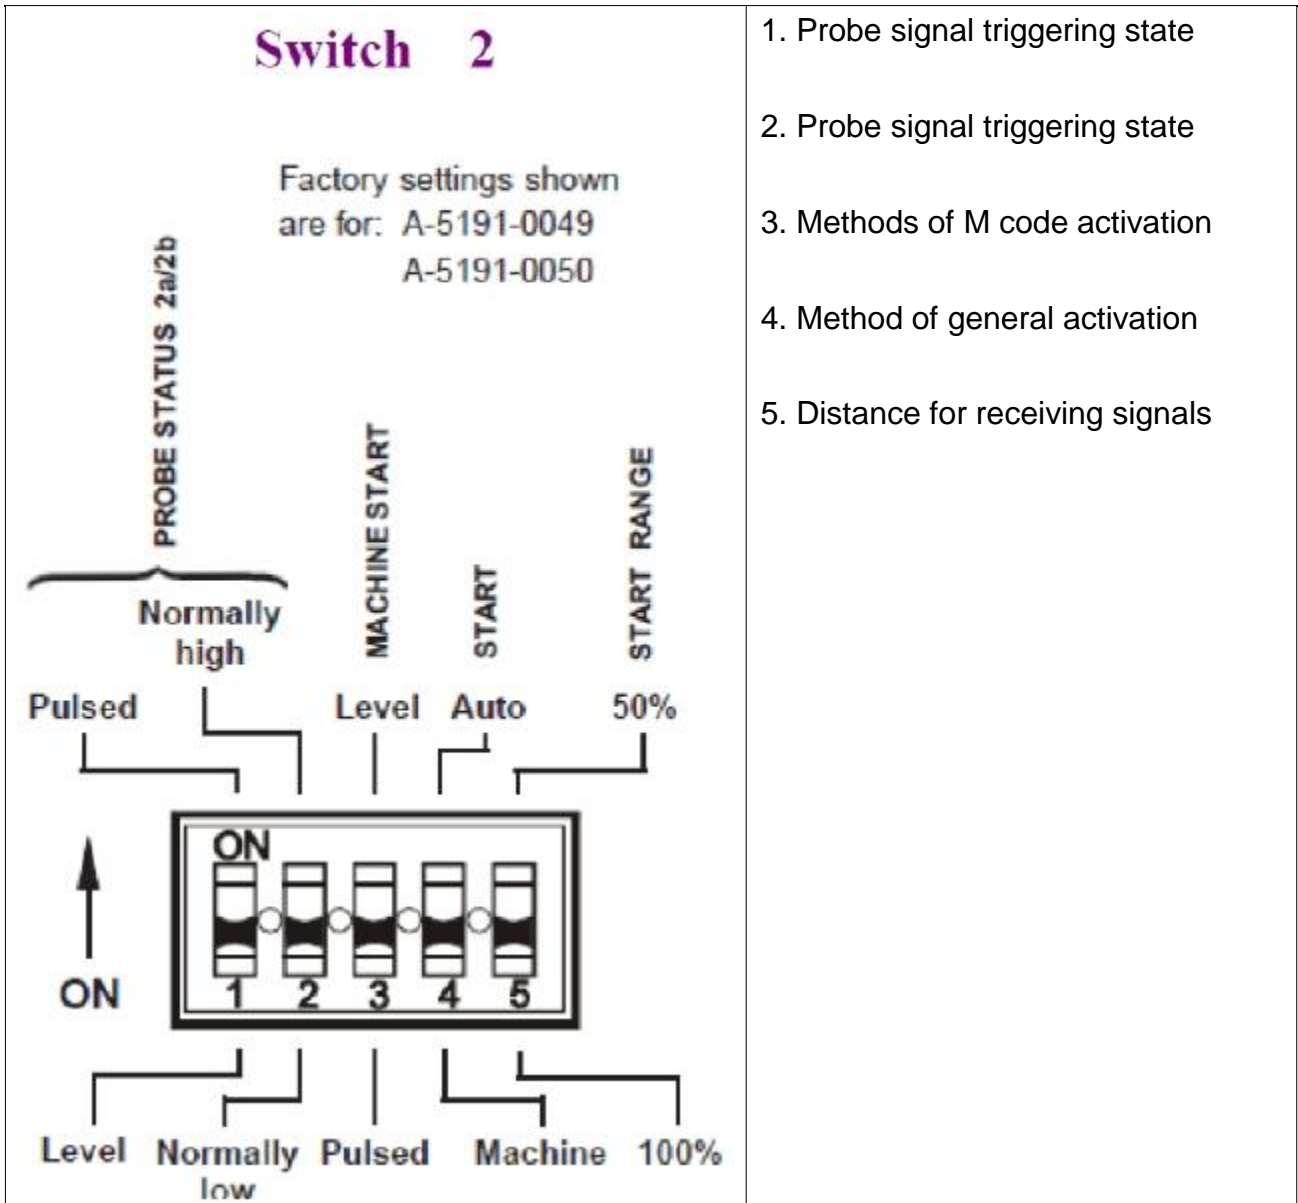 Switch 2
Factory settings shown
are for: A-5191-0049
A-5191-0050
PROBE STATUS 2a/2b
MACHINE START
START
START RANGE
Normally
high
Pulsed
Level
Auto
50%
ON
ON
1 2 3 4 5
Level
Normally
low
Pulsed
Machine
100%
1. Probe signal triggering state
2. Probe signal triggering state
3. Methods of M code activation
4. Method of general activation
5. Distance for receiving signals